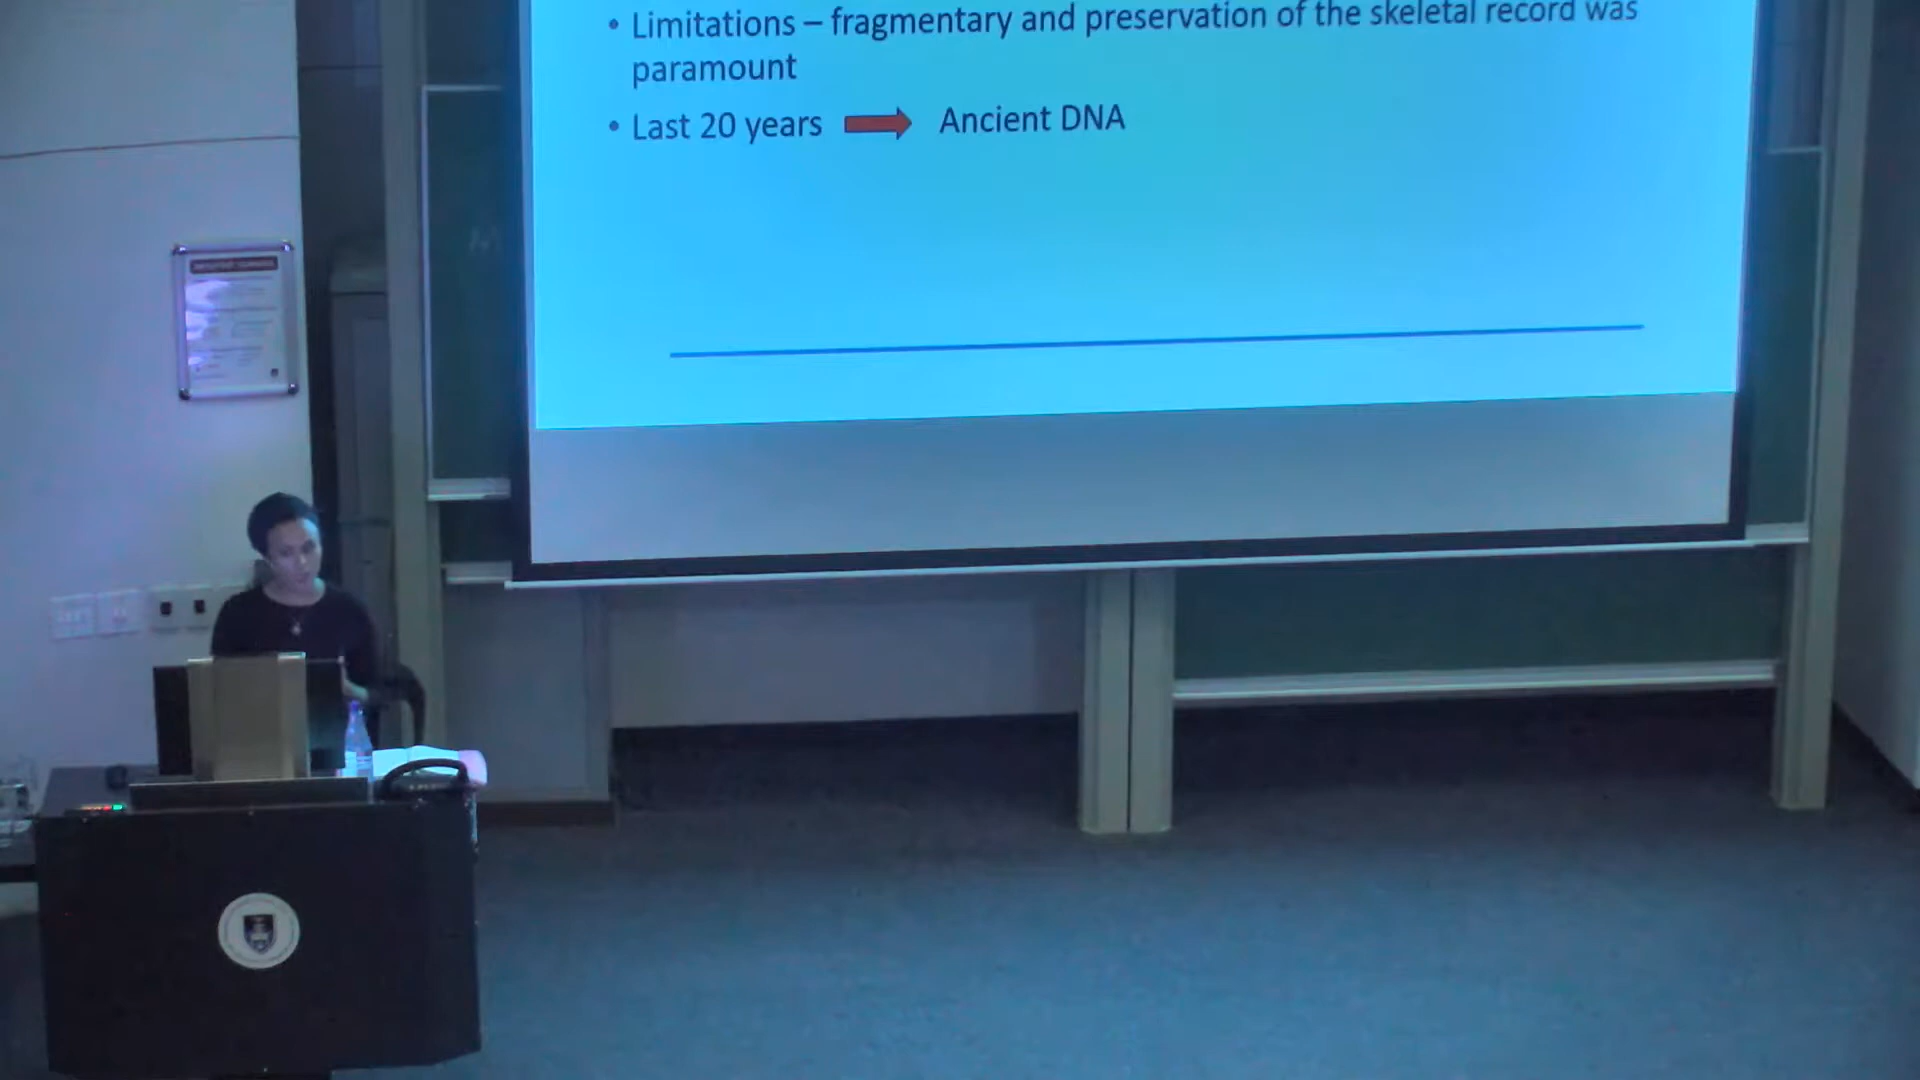 • Limitations – fragmentary and preservation of the skeletal record was
paramount
• Last 20 years Ancient DNA